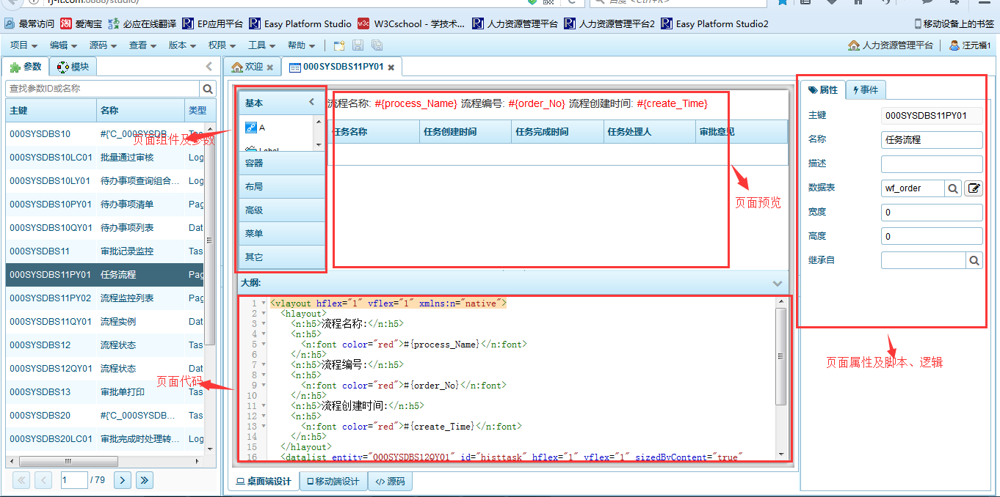 最常访问 爱淘宝 必应在线翻译 EP应用平台 Easy Platform Studio W3Cschool - 学技术... 人力资源管理平台 人力资源管理平台2 Easy Platform Studio2 移动设备上的书签
项目 编辑 源码 查看 版本 权限 工具 帮助 人力资源管理平台 汪元福1
参数 模块
查找参数ID或名称
主键 名称 类型
000SYSDBS10 #{'C_000SYSDB... Tas
页面组件及参数
000SYSDBS10LC01 批量通过审核 Log
000SYSDBS10LY01 待办事项查询组合... Log
000SYSDBS10PY01 待办事项清单 Pag
000SYSDBS10QY01 待办事项列表 Dat
000SYSDBS11 审批记录监控 Tas
000SYSDBS11PY01 任务流程 Pag
000SYSDBS11PY02 流程监控列表 Pag
000SYSDBS11QY01 流程实例 Dat
000SYSDBS12 流程状态 Tas
000SYSDBS12QY01 流程状态 Dat
页面代码
000SYSDBS13 审批单打印 Tas
000SYSDBS20 #{'C_000SYSDB... Tas
000SYSDBS20LC01 审批完成时处理转... Log
1 / 79
欢迎 000SYSDBS11PY01
基本
A
Label
容器
布局
高级
菜单
其它
流程名称: #{process_Name} 流程编号: #{order_No} 流程创建时间: #{create_Time}
任务名称 任务创建时间 任务完成时间 任务处理人 审批意见
页面预览
大纲:
1 <vlayout hflex="1" vflex="1" xmlns:n="native">
2 <hlayout>
3 <n:h5>流程名称:</n:h5>
4 <n:h5>
5 <n:font color="red">#{process_Name}</n:font>
6 </n:h5>
7 <n:h5>流程编号:</n:h5>
8 <n:h5>
9 <n:font color="red">#{order_No}</n:font>
10 </n:h5>
11 <n:h5>流程创建时间:</n:h5>
12 <n:h5>
13 <n:font color="red">#{create_Time}</n:font>
14 </n:h5>
15 </hlayout>
16 <datalist entity="000SYSDBS12QY01" id="histtask" hflex="1" vflex="1" sizedByContent="true"
桌面端设计 移动端设计 </> 源码
属性 事件
主键 000SYSDBS11PY01
名称 任务流程
描述
数据表 wf_order
宽度 0
高度 0
继承自
页面属性及脚本、逻辑